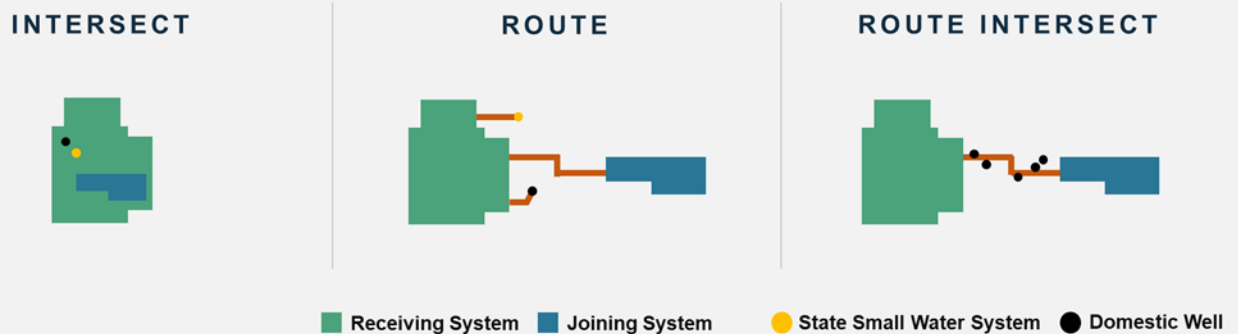 INTERSECT
ROUTE
ROUTE INTERSECT
Receiving System
Joining System
State Small Water System
Domestic Well